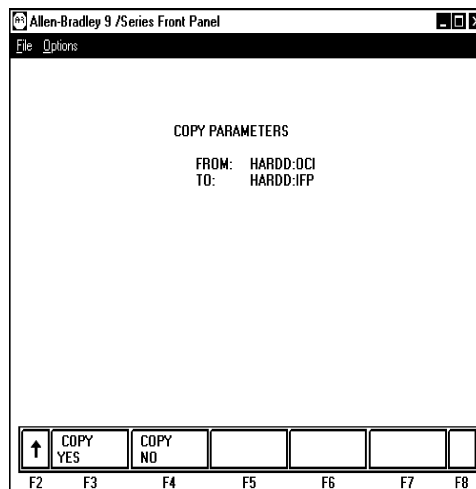 Allen-Bradley 9 /Series Front Panel
File Options
COPY PARAMETERS
FROM: HARDD:OCI
TO: HARDD:IFP
COPY YES COPY NO
F2 F3 F4 F5 F6 F7 F8